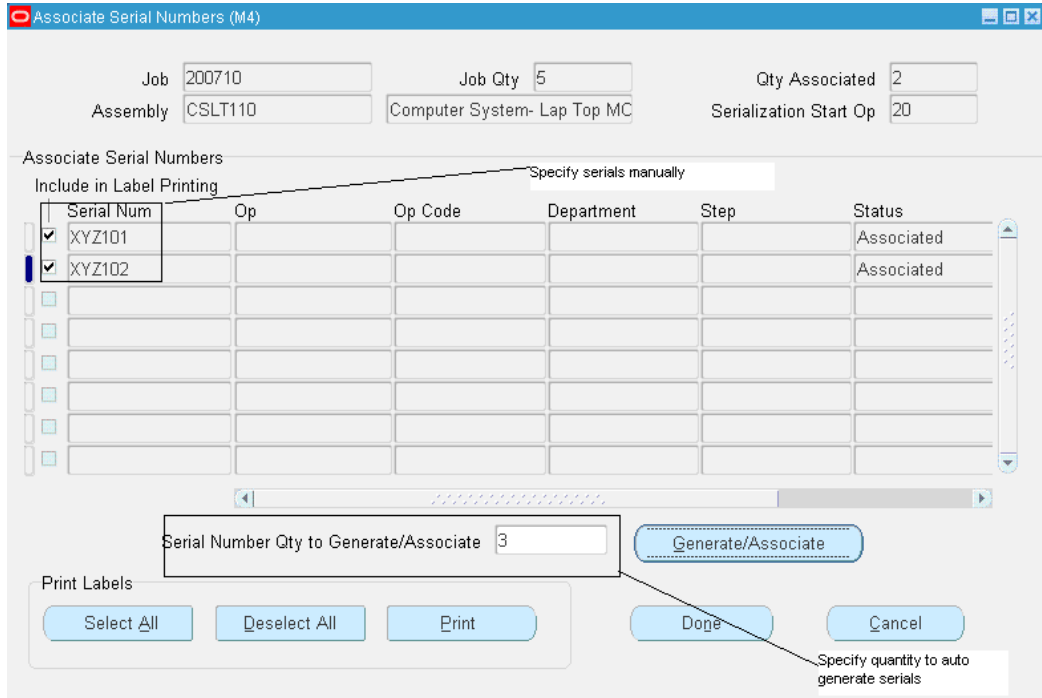 Associate Serial Numbers (M4)
Job 200710 Job Qty 5 Qty Associated 2
Assembly CSLT110 Computer System- Lap Top MC Serialization Start Op 20
Associate Serial Numbers
Specify serials manually
Include in Label Printing
Serial Num Op Op Code Department Step Status
XYZ101 Associated
XYZ102 Associated
Serial Number Qty to Generate/Associate 3 Generate/Associate
Print Labels
Select All Deselect All Print Done Cancel
Specify quantity to auto
generate serials